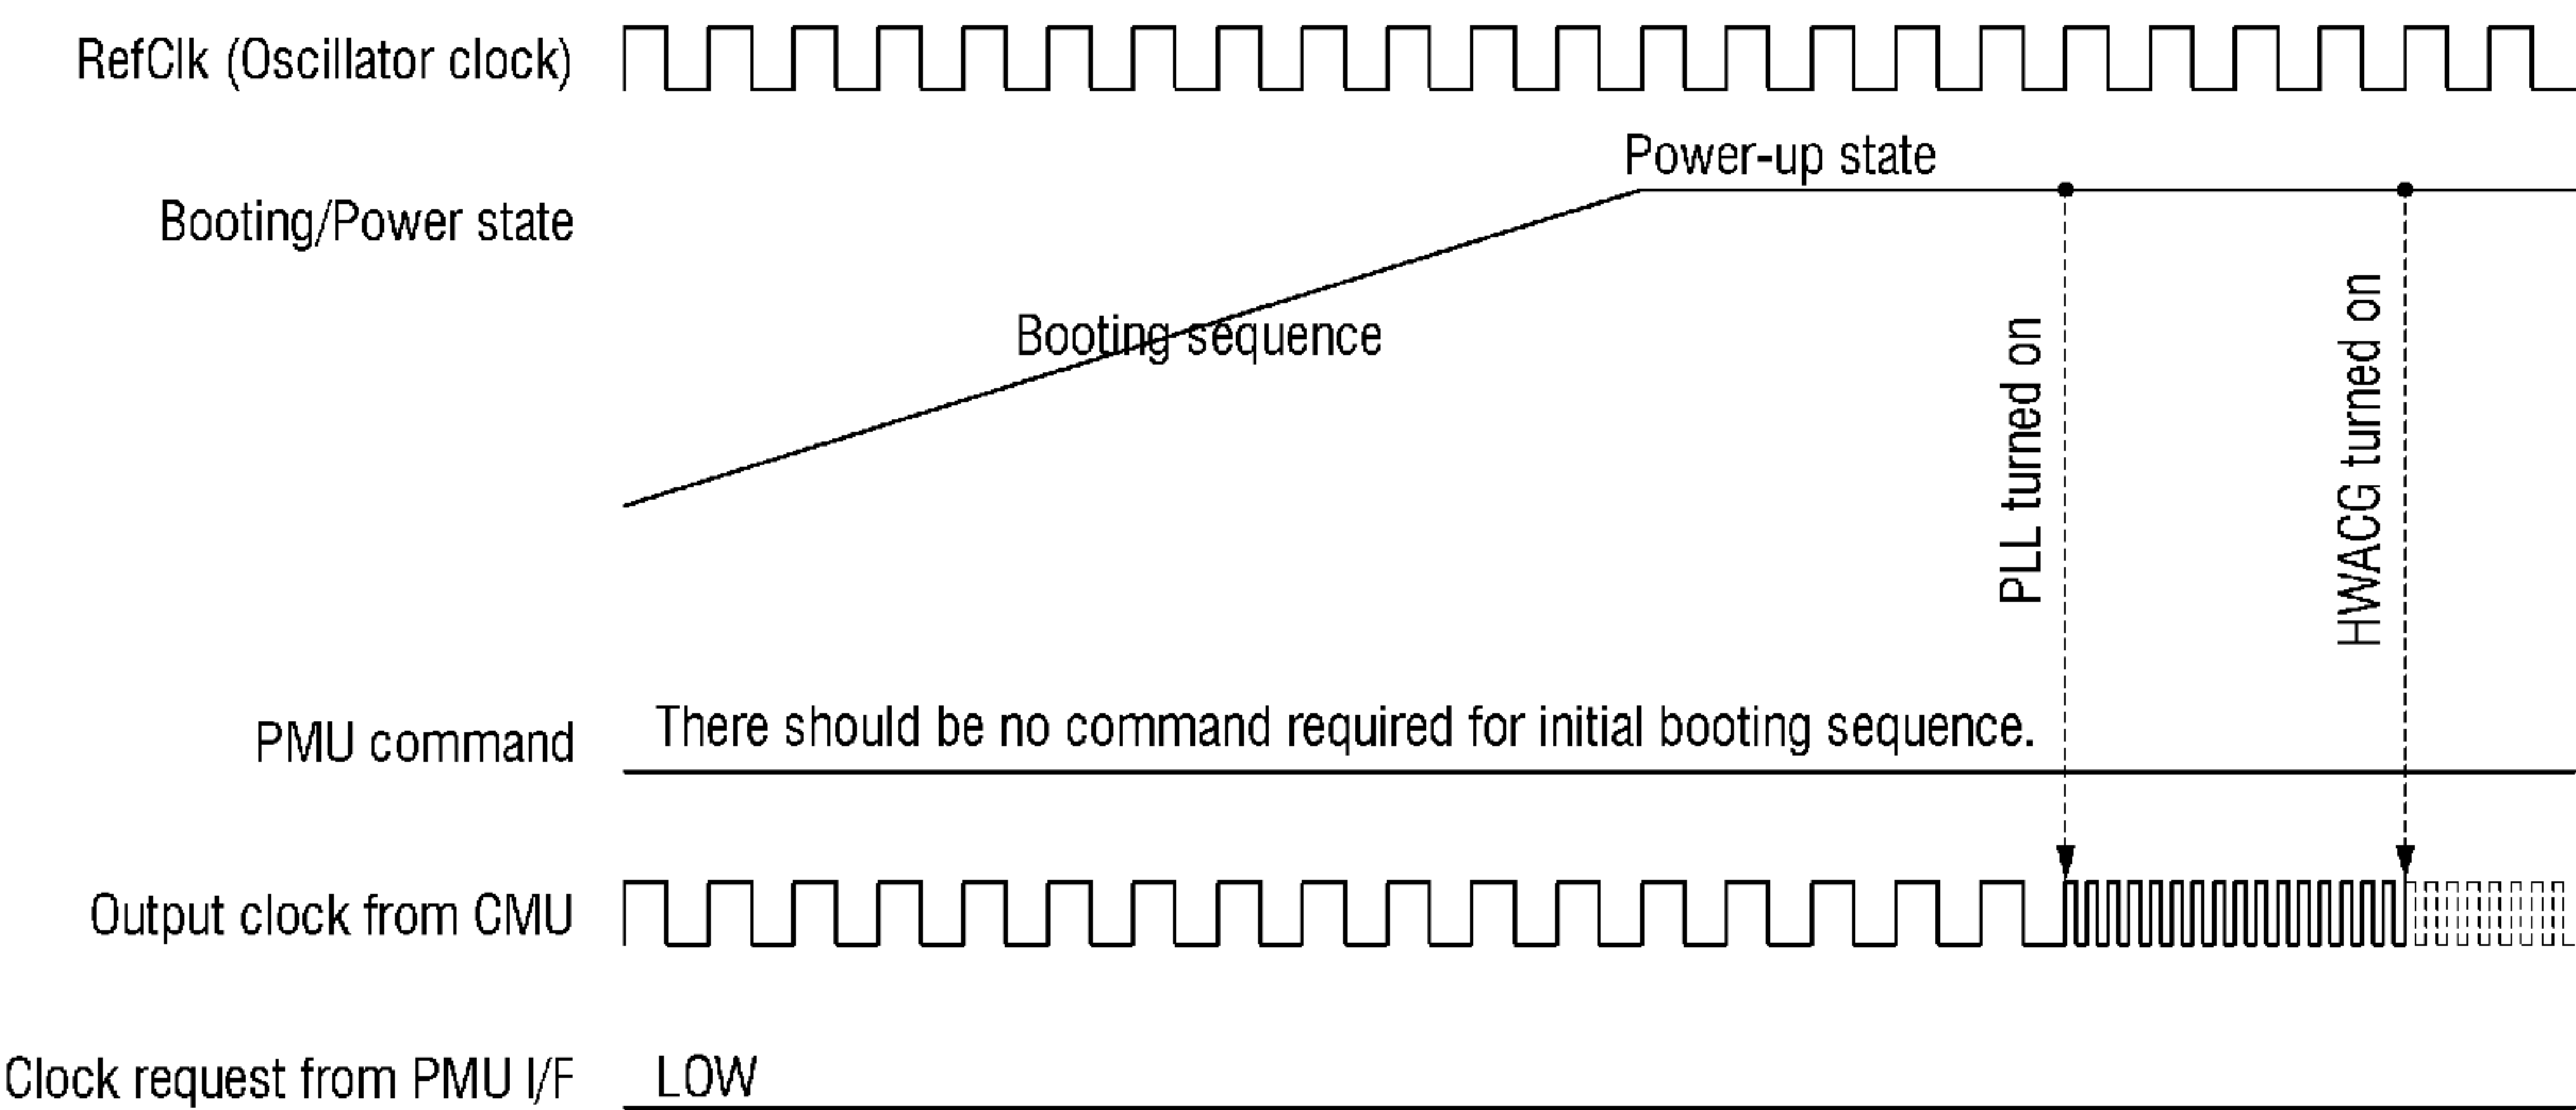 RefClk (Oscillator clock)
Power-up state
Booting/Power state
Booting sequence
PLL turned on
HWACG turned on
PMU command
There should be no command required for initial booting sequence.
Output clock from CMU
Clock request from PMU I/F
LOW